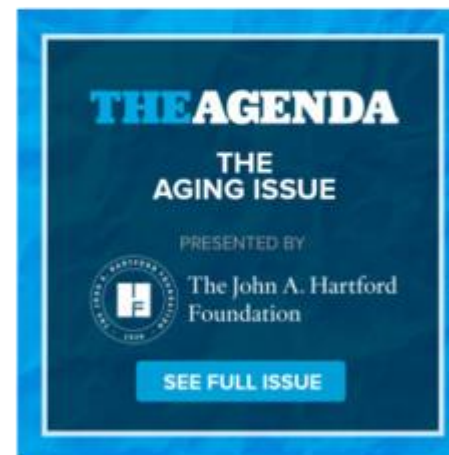 THEAGENDA
THE
AGING ISSUE
PRESENTED BY
The John A. Hartford
Foundation
SEE FULL ISSUE